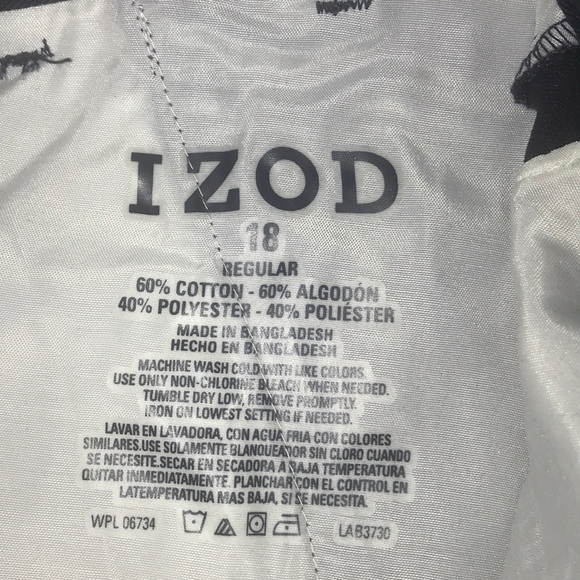 IZOD
18
REGULAR
60% COTTON - 60% ALGODÓN
40% POLYESTER - 40% POLIÉSTER
MADE IN BANGLADESH
HECHO EN BANGLADESH
MACHINE WASH COLD WITH LIKE COLORS.
USE ONLY NON-CHLORINE BLEACH WHEN NEEDED.
TUMBLE DRY LOW, REMOVE PROMPTLY.
IRON ON LOWEST SETTING IF NEEDED.
LAVAR EN LAVADORA, CON AGUA FRIA CON COLORES
SIMILARES.USE SOLAMENTE BLANQUEADOR SIN CLORO CUANDO
SE NECESITE.SECAR EN SECADORA A BAJA TEMPERATURA
QUITAR INMEDIATAMENTE. PLANCHAR CON EL CONTROL EN
LATEMPERATURA MAS BAJA, SI SE NECESITA.
WPL 06734 LAB3730